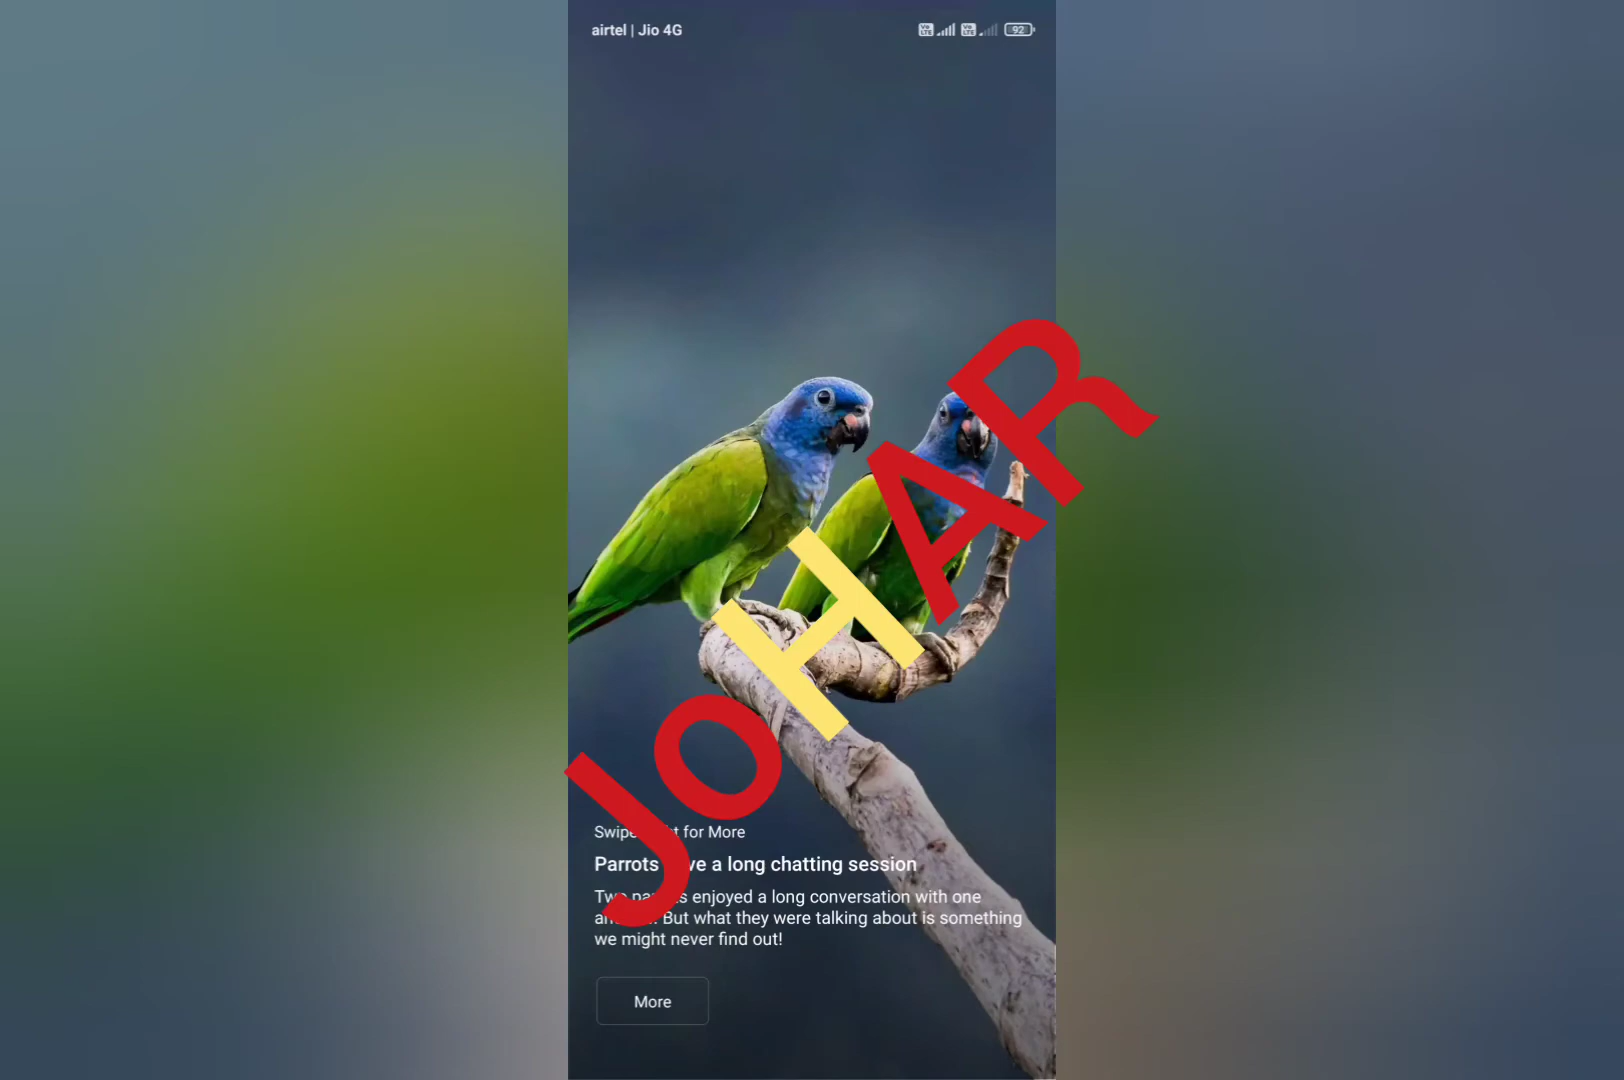 airtel | Jio 4G
92
JoHAR
for More
Parrots a long chatting session
enjoyed a long conversation with one
But what they were talking about is something
we might never find out!
More